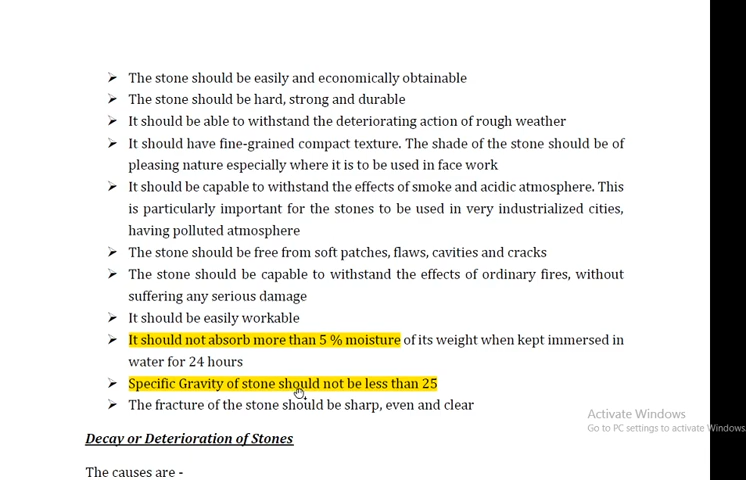 ➢ The stone should be easily and economically obtainable
➢ The stone should be hard, strong and durable
➢ It should be able to withstand the deteriorating action of rough weather
➢ It should have fine-grained compact texture. The shade of the stone should be of
pleasing nature especially where it is to be used in face work
➢ It should be capable to withstand the effects of smoke and acidic atmosphere. This
is particularly important for the stones to be used in very industrialized cities,
having polluted atmosphere
➢ The stone should be free from soft patches, flaws, cavities and cracks
➢ The stone should be capable to withstand the effects of ordinary fires, without
suffering any serious damage
➢ It should be easily workable
➢ It should not absorb more than 5 % moisture of its weight when kept immersed in
water for 24 hours
➢ Specific Gravity of stone should not be less than 25
➢ The fracture of the stone should be sharp, even and clear
Activate Windows
Go to PC settings to activate Windows.
Decay or Deterioration of Stones
The causes are -